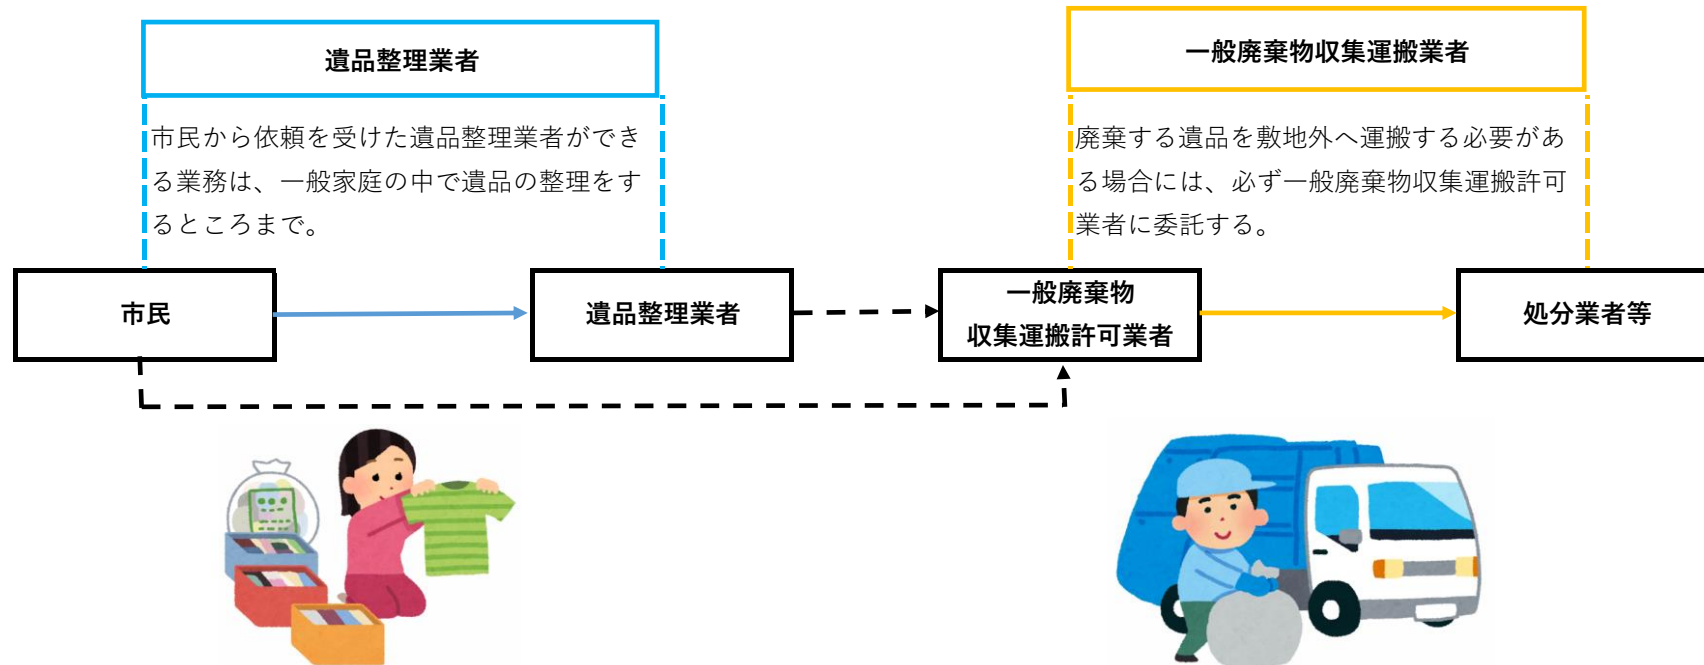 遺品整理業者
市民から依頼を受けた遺品整理業者ができ
る業務は、一般家庭の中で遺品の整理をす
るところまで。
一般廃棄物収集運搬業者
廃棄する遺品を敷地外へ運搬する必要があ
る場合には、必ず一般廃棄物収集運搬許可
業者に委託する。
市民
遺品整理業者
一般廃棄物
収集運搬許可業者
処分業者等